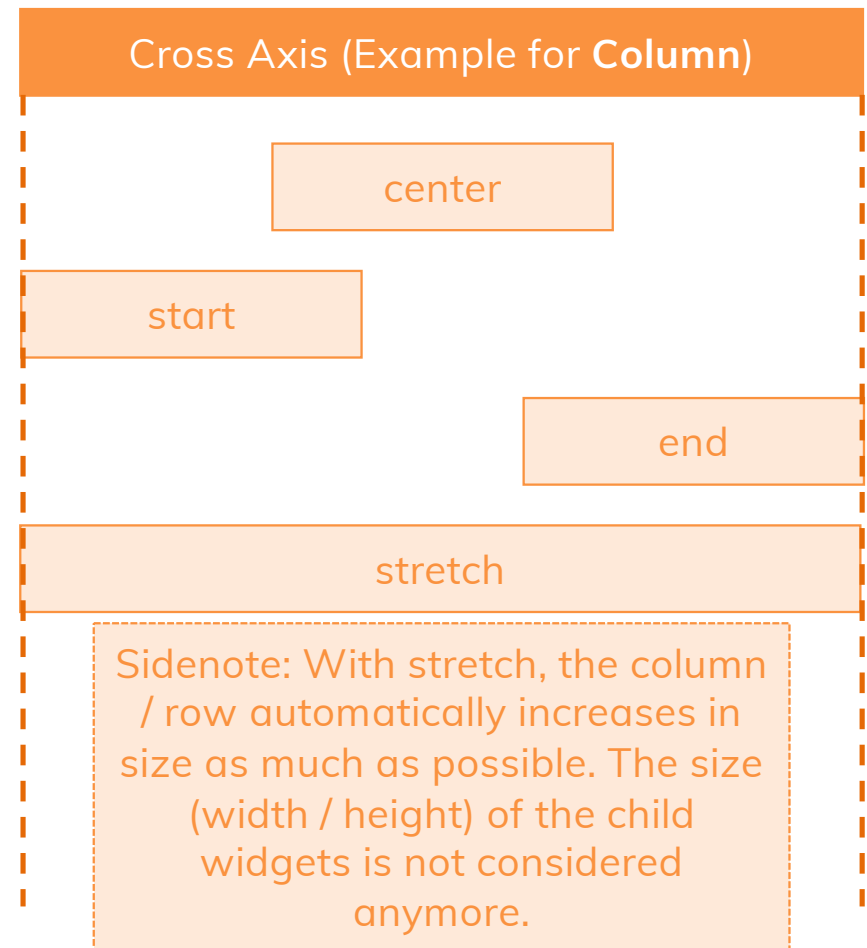 Cross Axis (Example for Column)
center
start
end
stretch
Sidenote: With stretch, the column
/ row automatically increases in
size as much as possible. The size
(width / height) of the child
widgets is not considered
anymore.